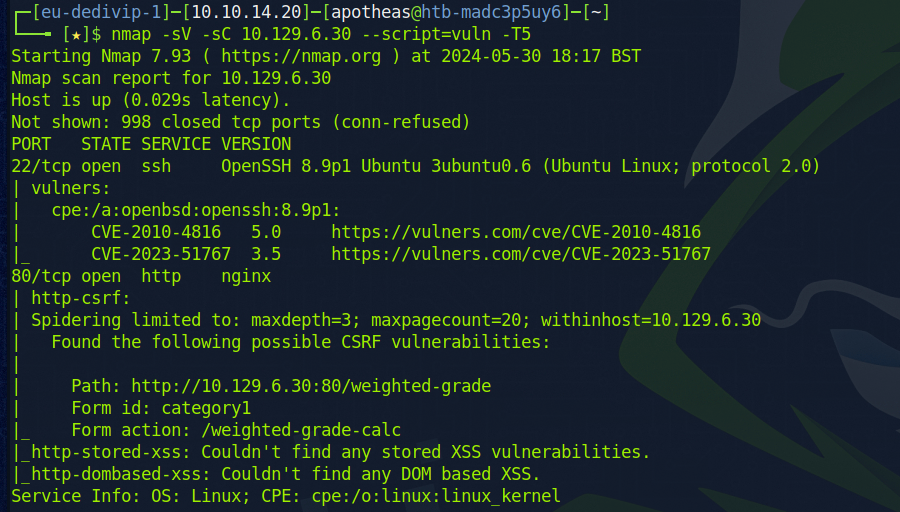 ┌─[eu-dedivip-1]─[10.10.14.20]─[apotheas@htb-madc3p5uy6]─[~]
└──╼ [★]$ nmap -sV -sC 10.129.6.30 --script=vuln -T5
Starting Nmap 7.93 ( https://nmap.org ) at 2024-05-30 18:17 BST
Nmap scan report for 10.129.6.30
Host is up (0.029s latency).
Not shown: 998 closed tcp ports (conn-refused)
PORT   STATE SERVICE VERSION
22/tcp open  ssh     OpenSSH 8.9p1 Ubuntu 3ubuntu0.6 (Ubuntu Linux; protocol 2.0)
| vulners:
|   cpe:/a:openbsd:openssh:8.9p1:
|       CVE-2010-4816   5.0     https://vulners.com/cve/CVE-2010-4816
|_      CVE-2023-51767  3.5     https://vulners.com/cve/CVE-2023-51767
80/tcp open  http    nginx
| http-csrf:
| Spidering limited to: maxdepth=3; maxpagecount=20; withinhost=10.129.6.30
|   Found the following possible CSRF vulnerabilities:
|
|     Path: http://10.129.6.30:80/weighted-grade
|     Form id: category1
|_    Form action: /weighted-grade-calc
|_http-stored-xss: Couldn't find any stored XSS vulnerabilities.
|_http-dombased-xss: Couldn't find any DOM based XSS.
Service Info: OS: Linux; CPE: cpe:/o:linux:linux_kernel